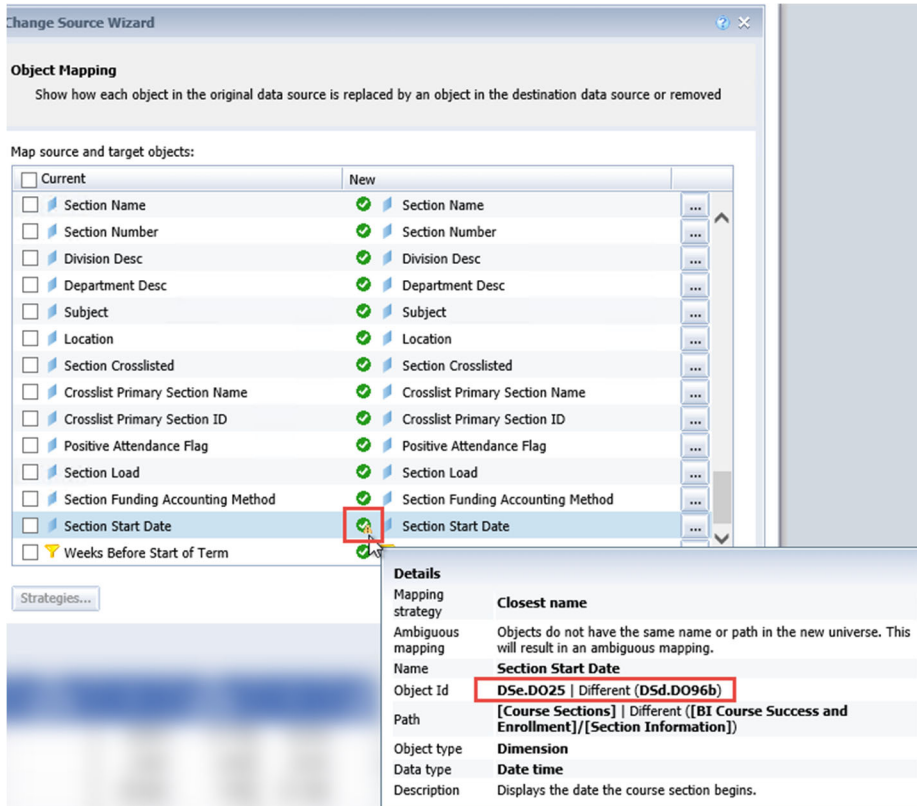 Change Source Wizard
Object Mapping
Show how each object in the original data source is replaced by an object in the destination data source or removed
Map source and target objects:
Current New
Section Name Section Name ...
Section Number Section Number ...
Division Desc Division Desc ...
Department Desc Department Desc ...
Subject Subject ...
Location Location ...
Section Crosslisted Section Crosslisted ...
Crosslist Primary Section Name Crosslist Primary Section Name ...
Crosslist Primary Section ID Crosslist Primary Section ID ...
Positive Attendance Flag Positive Attendance Flag ...
Section Load Section Load ...
Section Funding Accounting Method Section Funding Accounting Method ...
Section Start Date Section Start Date ...
Weeks Before Start of Term
Strategies...
Details
Mapping
strategy Closest name
Ambiguous Objects do not have the same name or path in the new universe. This
mapping will result in an ambiguous mapping.
Name Section Start Date
Object Id DSe.DO25 | Different (DSd.DO96b)
Path [Course Sections] | Different ([BI Course Success and
Enrollment]/[Section Information])
Object type Dimension
Data type Date time
Description Displays the date the course section begins.